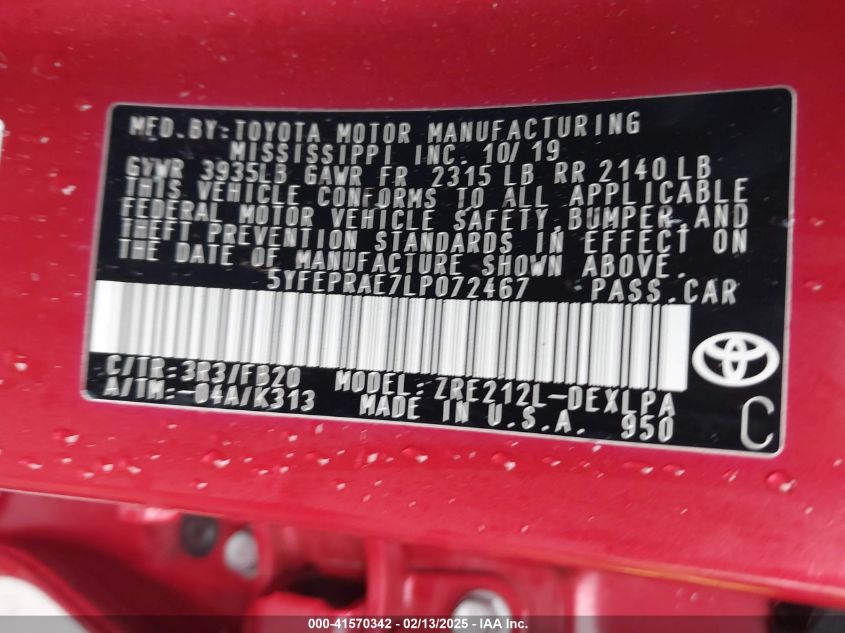 MFD.BY:TOYOTA MOTOR MANUFACTURING
MISSISSIPPI INC. 10/19
GVWR 3935LB GAWR FR 2315 LB RR 2140 LB
THIS VEHICLE CONFORMS TO ALL APPLICABLE
FEDERAL MOTOR VEHICLE SAFETY,BUMPER,AND
THEFT PREVENTION STANDARDS IN EFFECT ON
THE DATE OF MANUFACTURE SHOWN ABOVE.
5YFEPRAE7LP072467 PASS.CAR
C/TR:3R3/FB20 MODEL:ZRE212L-DEXLPA
A/TM:-04A/K313 MADE IN U.S.A. 950
C
000-41570342 - 02/13/2025 - IAA Inc.